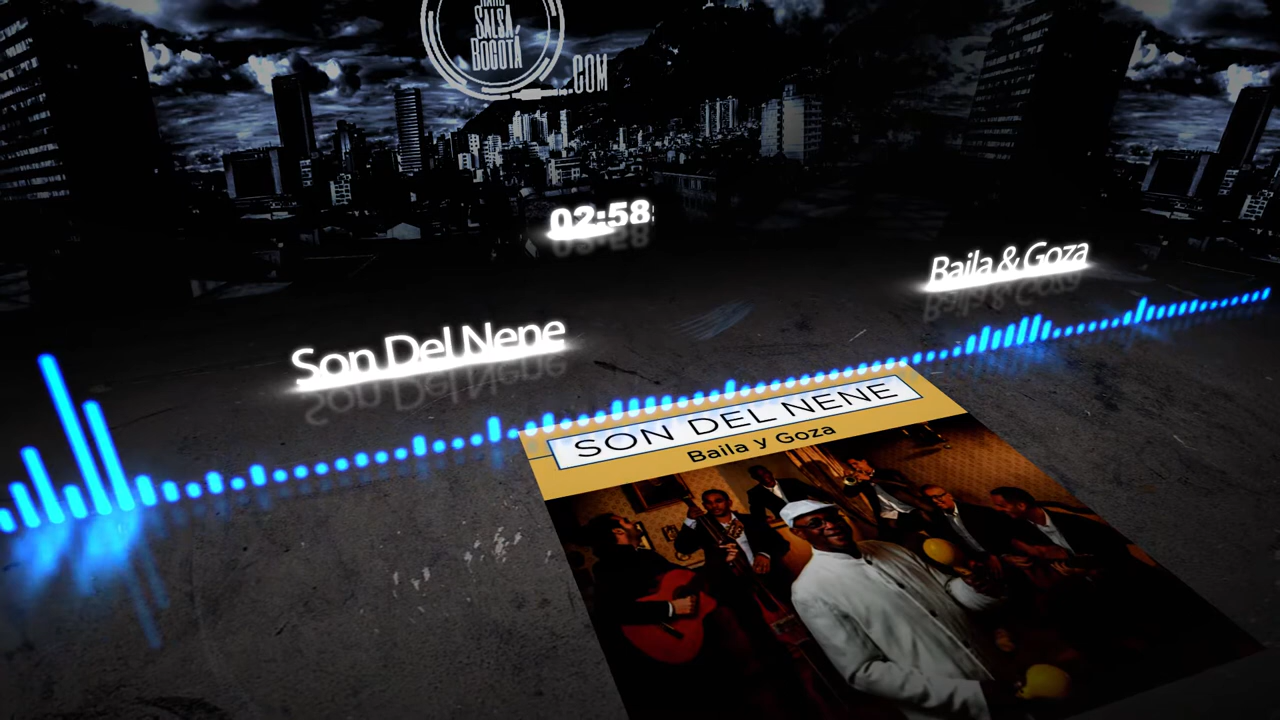 SALSA
BOGOTÁ
.COM
02:58
Baila & Goza
Son Del Nene
SON DEL NENE
Baila y Goza